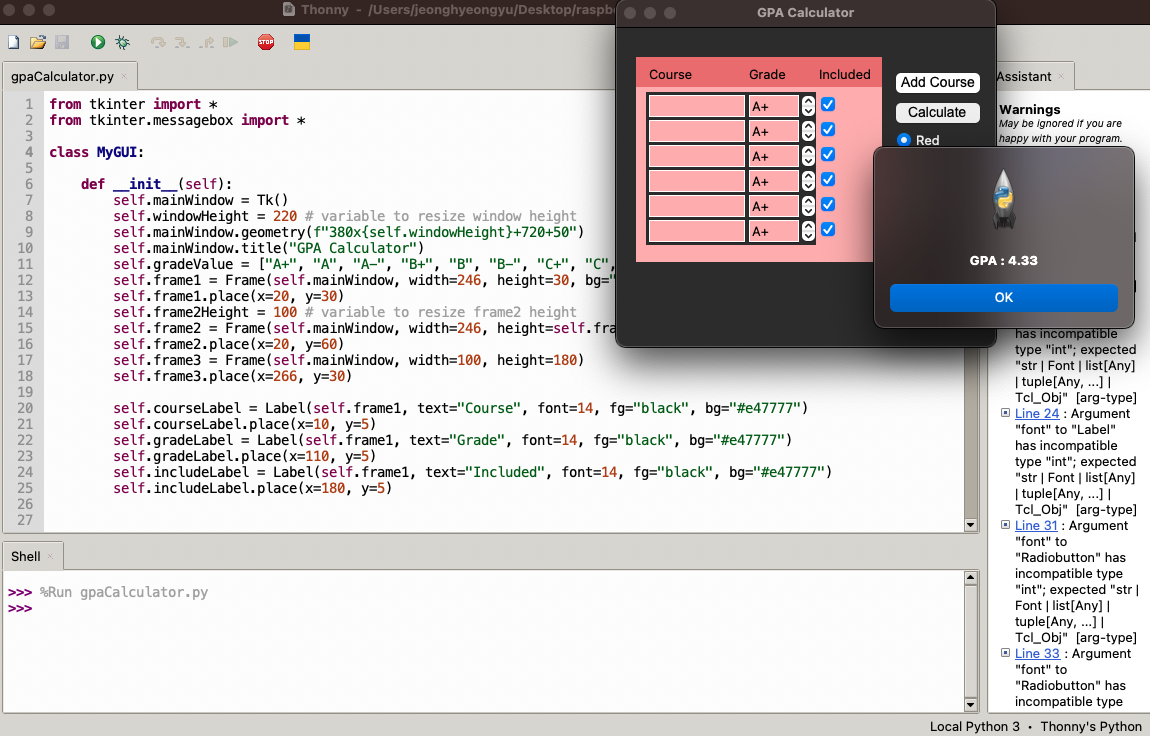 Thonny - /Users/jeonghyeongyu/Desktop/raspbe
GPA Calculator
STOP
gpaCalculator.py ×
1 from tkinter import *
2 from tkinter.messagebox import *
3
4 class MyGUI:
5
6 def __init__(self):
7 self.mainWindow = Tk()
8 self.windowHeight = 220 # variable to resize window height
9 self.mainWindow.geometry(f"380x{self.windowHeight}+720+50")
10 self.mainWindow.title("GPA Calculator")
11 self.gradeValue = ["A+", "A", "A-", "B+", "B", "B-", "C+", "C",
12 self.frame1 = Frame(self.mainWindow, width=246, height=30, bg="
13 self.frame1.place(x=20, y=30)
14 self.frame2Height = 100 # variable to resize frame2 height
15 self.frame2 = Frame(self.mainWindow, width=246, height=self.fra
16 self.frame2.place(x=20, y=60)
17 self.frame3 = Frame(self.mainWindow, width=100, height=180)
18 self.frame3.place(x=266, y=30)
19
20 self.courseLabel = Label(self.frame1, text="Course", font=14, fg="black", bg="#e47777")
21 self.courseLabel.place(x=10, y=5)
22 self.gradeLabel = Label(self.frame1, text="Grade", font=14, fg="black", bg="#e47777")
23 self.gradeLabel.place(x=110, y=5)
24 self.includeLabel = Label(self.frame1, text="Included", font=14, fg="black", bg="#e47777")
25 self.includeLabel.place(x=180, y=5)
26
27
Course Grade Included
A+
A+
A+
A+
A+
A+
Add Course
Calculate
Red
GPA : 4.33
OK
Assistant ×
Warnings
May be ignored if you are
happy with your program.
has incompatible
type "int"; expected
"str | Font | list[Any]
| tuple[Any, ...] |
Tcl_Obj" [arg-type]
Line 24 : Argument
"font" to "Label"
has incompatible
type "int"; expected
"str | Font | list[Any]
| tuple[Any, ...] |
Tcl_Obj" [arg-type]
Line 31 : Argument
"font" to
"Radiobutton" has
incompatible type
"int"; expected "str |
Font | list[Any] |
tuple[Any, ...] |
Tcl_Obj" [arg-type]
Line 33 : Argument
"font" to
"Radiobutton" has
incompatible type
Shell ×
>>> %Run gpaCalculator.py
>>>
Local Python 3 • Thonny's Python